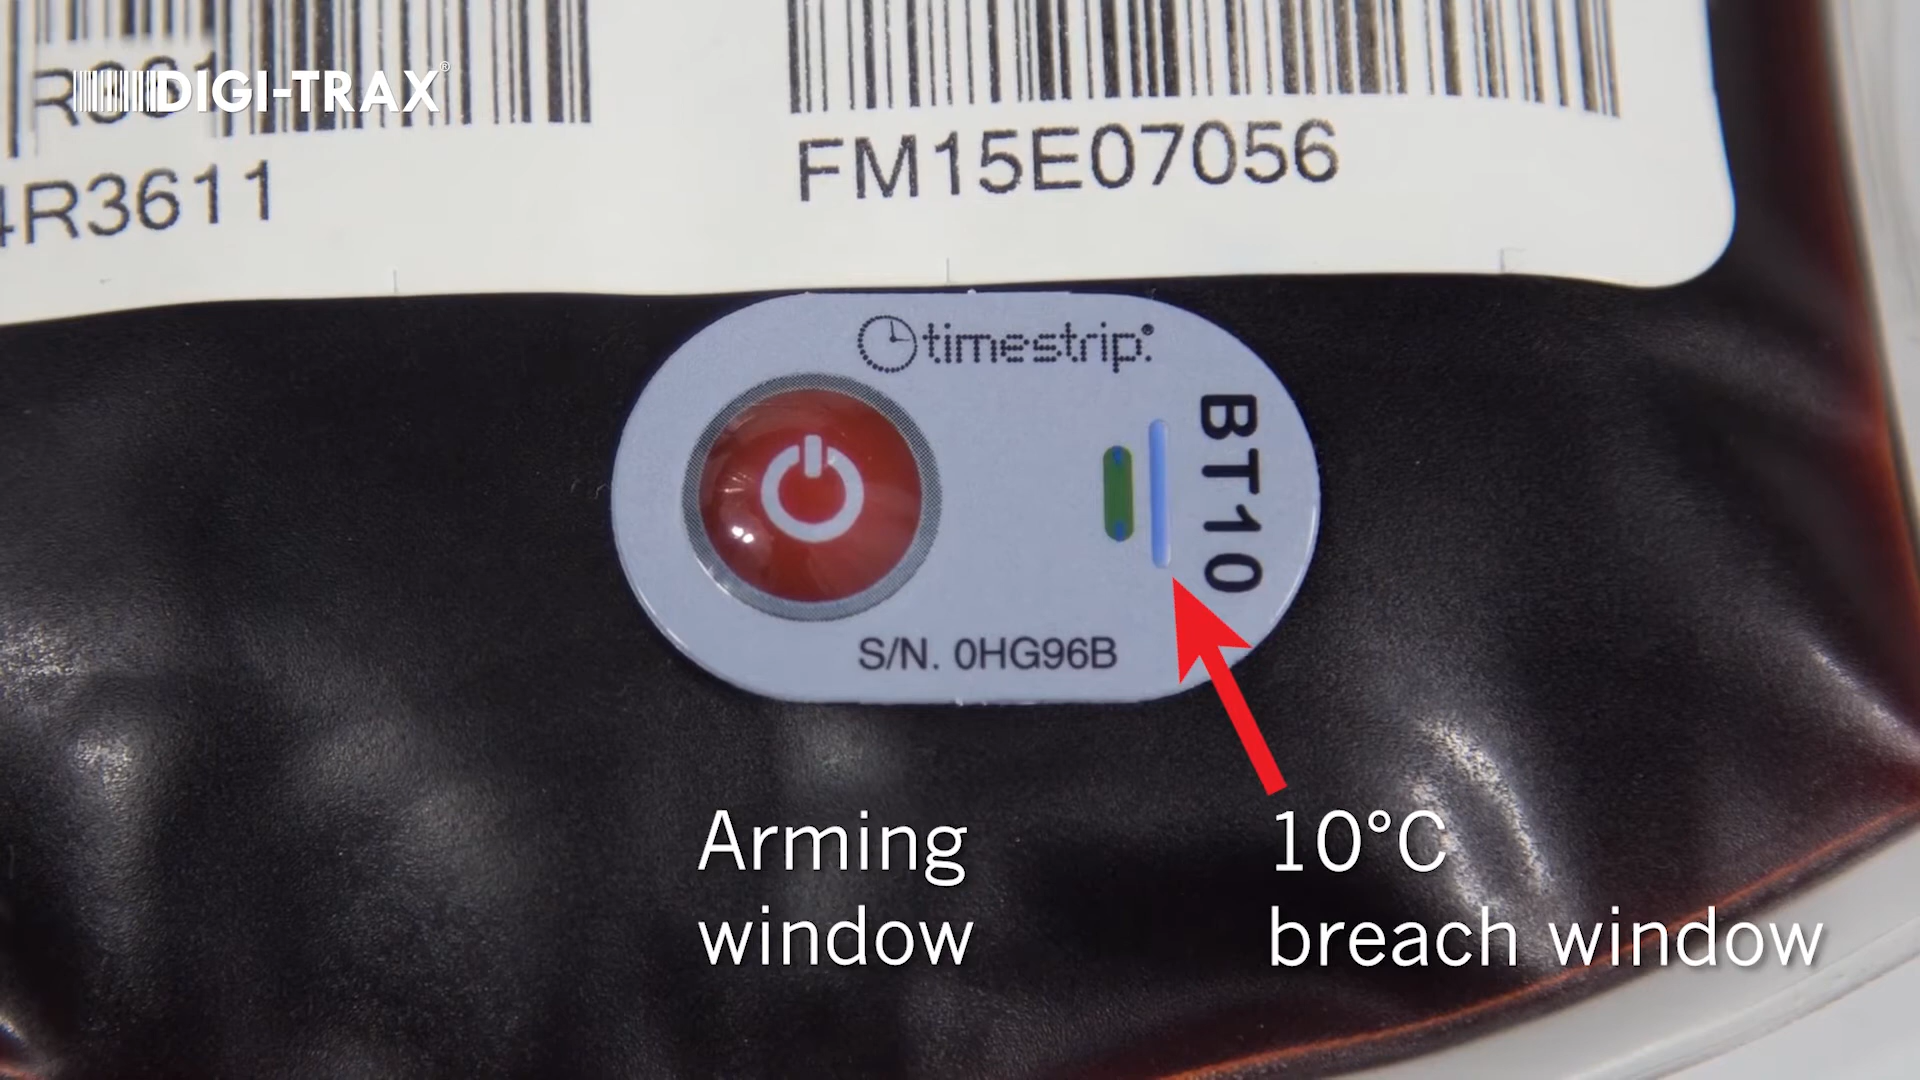 DIGI-TRAX®
4R3611
FM15E07056
timestrip®
BT10
S/N. 0HG96B
Arming
window
10°C
breach window